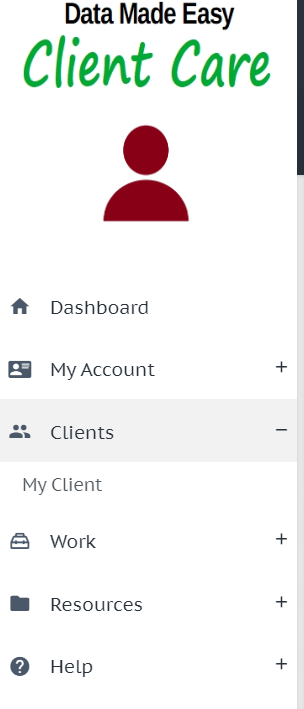 Data Made Easy
Client Care
Dashboard
My Account +
Clients −
My Client
Work +
Resources +
Help +